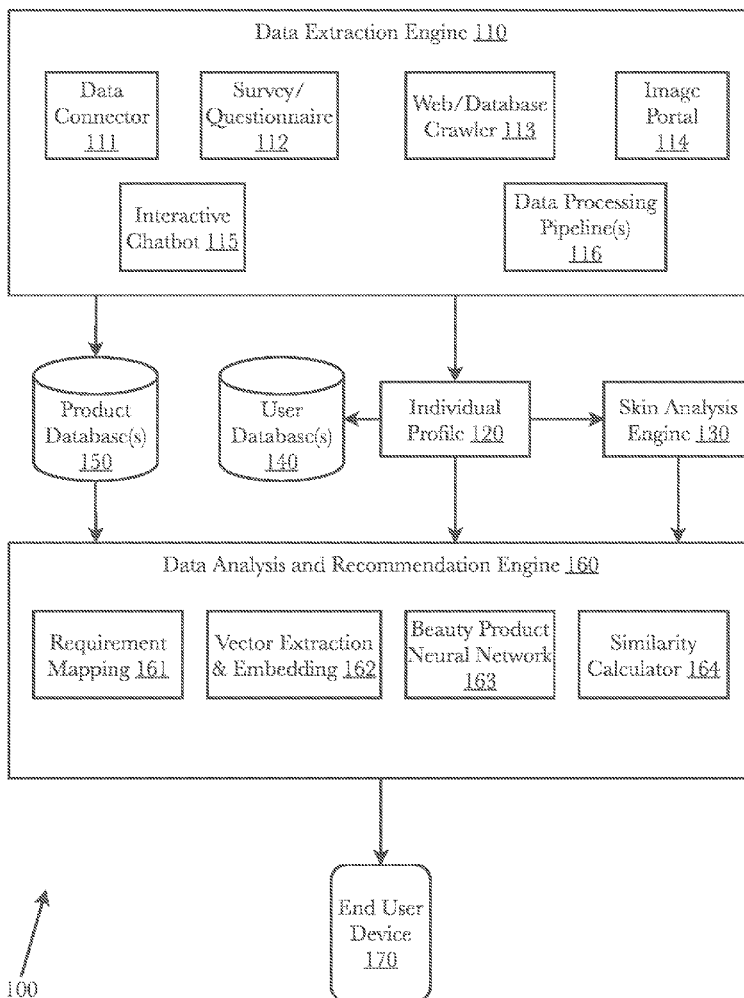 Data Extraction Engine 110
Data
Connector
111
Survey/
Questionnaire
112
Web/Database
Crawler 113
Image
Portal
114
Interactive
Chatbot 115
Data Processing
Pipeline(s)
116
Product
Database(s)
150
User
Database(s)
140
Individual
Profile 120
Skin Analysis
Engine 130
Data Analysis and Recommendation Engine 160
Requirement
Mapping 161
Vector Extraction
& Embedding 162
Beauty Product
Neural Network
163
Similarity
Calculator 164
End User
Device
170
100